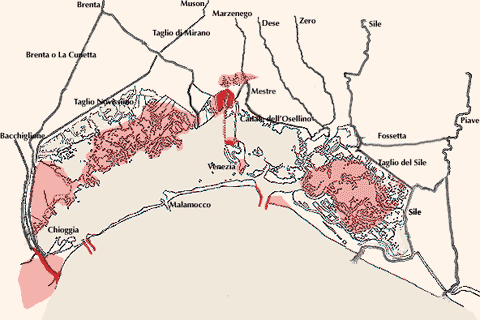 Brenta
Muson
Marzenego
Dese
Zero
Sile
Taglio di Mirano
Brenta o La Cunetta
Mestre
Taglio Novissimo
Canale dell'Osellino
Piave
Bacchiglione
Fossetta
Venezia
Taglio del Sile
Malamocco
Sile
Chioggia